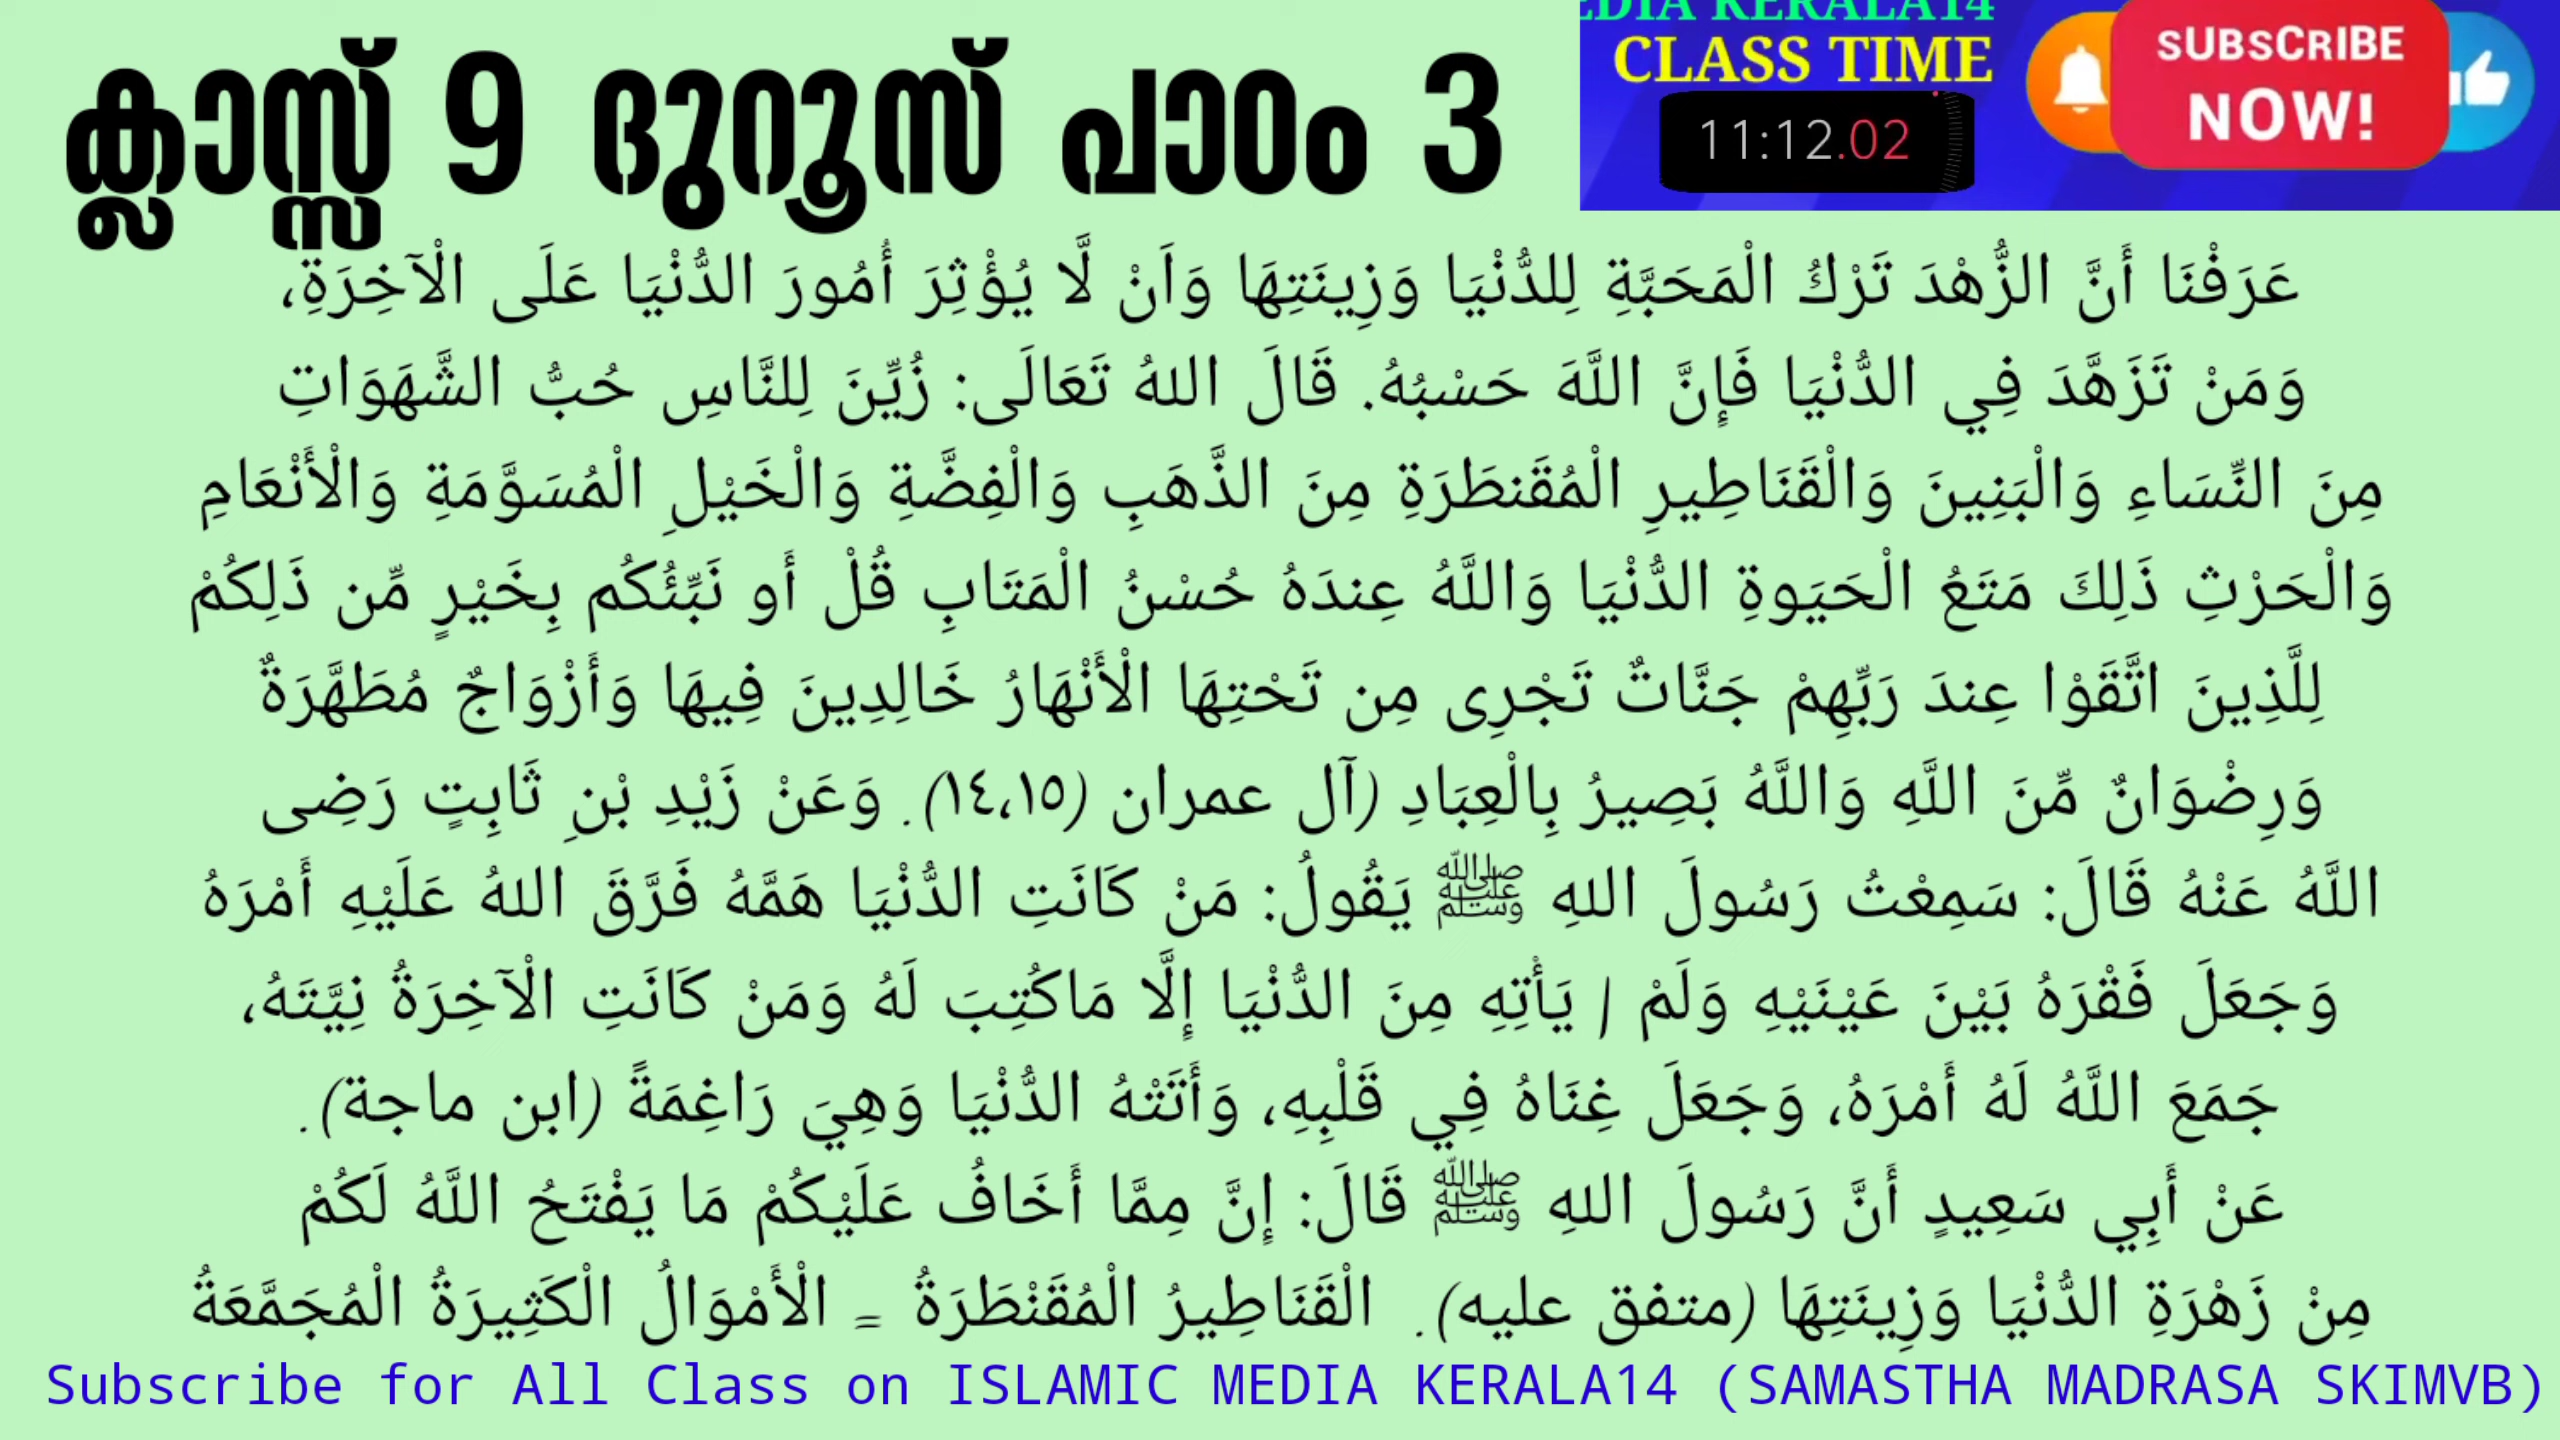 EDIA KERALA14
CLASS TIME
11:12.02
SUBSCRIBE
NOW!
ക്ലാസ്സ് 9 ദുറൂസ് പാഠം 3
عَرَفْنَا أَنَّ الزُّهْدَ تَرْكُ الْمَحَبَّةِ لِلدُّنْيَا وَزِينَتِهَا وَاَنْ لَّا يُؤْثِرَ أُمُورَ الدُّنْيَا عَلَى الْآخِرَةِ،
وَمَنْ تَزَهَّدَ فِي الدُّنْيَا فَإِنَّ اللَّهَ حَسْبُهُ. قَالَ اللهُ تَعَالَى: زُيِّنَ لِلنَّاسِ حُبُّ الشَّهَوَاتِ
مِنَ النِّسَاءِ وَالْبَنِينَ وَالْقَنَاطِيرِ الْمُقَنطَرَةِ مِنَ الذَّهَبِ وَالْفِضَّةِ وَالْخَيْلِ الْمُسَوَّمَةِ وَالْأَنْعَامِ
وَالْحَرْثِ ذَلِكَ مَتَعُ الْحَيَوةِ الدُّنْيَا وَاللَّهُ عِندَهُ حُسْنُ الْمَتَابِ قُلْ أَو نَبِّئُكُم بِخَيْرٍ مِّن ذَلِكُمْ
لِلَّذِينَ اتَّقَوْا عِندَ رَبِّهِمْ جَنَّاتٌ تَجْرِى مِن تَحْتِهَا الْأَنْهَارُ خَالِدِينَ فِيهَا وَأَزْوَاجٌ مُطَهَّرَةٌ
وَرِضْوَانٌ مِّنَ اللَّهِ وَاللَّهُ بَصِيرُ بِالْعِبَادِ (آل عمران (١٤،١٥). وَعَنْ زَيْدِ بْنِ ثَابِتٍ رَضِى
اللَّهُ عَنْهُ قَالَ: سَمِعْتُ رَسُولَ اللهِ ﷺ يَقُولُ: مَنْ كَانَتِ الدُّنْيَا هَمَّهُ فَرَّقَ اللهُ عَلَيْهِ أَمْرَهُ
وَجَعَلَ فَقْرَهُ بَيْنَ عَيْنَيْهِ وَلَمْ / يَأْتِهِ مِنَ الدُّنْيَا إِلَّا مَاكُتِبَ لَهُ وَمَنْ كَانَتِ الْآخِرَةُ نِيَّتَهُ،
جَمَعَ اللَّهُ لَهُ أَمْرَهُ، وَجَعَلَ غِنَاهُ فِي قَلْبِهِ، وَأَتَتْهُ الدُّنْيَا وَهِيَ رَاغِمَةً (ابن ماجة).
عَنْ أَبِي سَعِيدٍ أَنَّ رَسُولَ اللهِ ﷺ قَالَ: إِنَّ مِمَّا أَخَافُ عَلَيْكُمْ مَا يَفْتَحُ اللَّهُ لَكُمْ
مِنْ زَهْرَةِ الدُّنْيَا وَزِينَتِهَا (متفق عليه). الْقَنَاطِيرُ الْمُقَنْطَرَةُ = الْأَمْوَالُ الْكَثِيرَةُ الْمُجَمَّعَةُ
Subscribe for All Class on ISLAMIC MEDIA KERALA14 (SAMASTHA MADRASA SKIMVB)